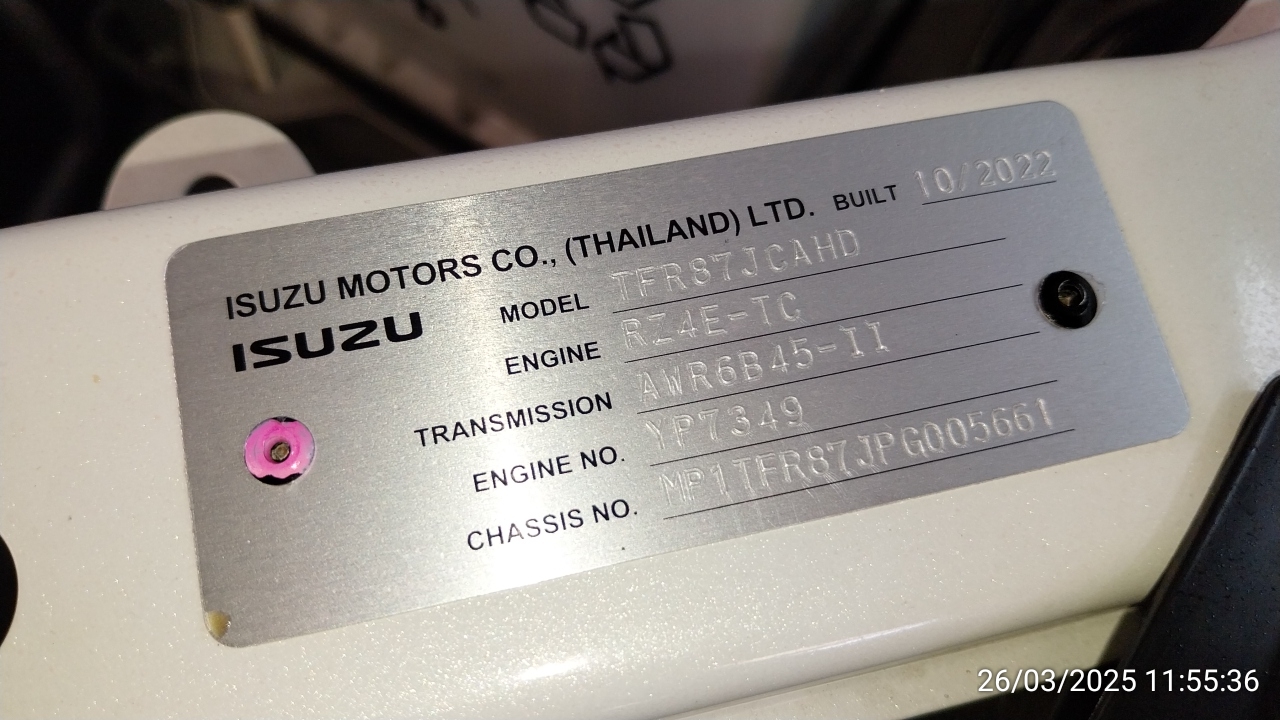 ISUZU MOTORS CO., (THAILAND) LTD. BUILT 10/2022
ISUZU
MODEL TFR87JCAHD
ENGINE RZ4E-TC
TRANSMISSION AWR6B45-II
ENGINE NO. YP7349
CHASSIS NO. MP1TFR87JPG005661
26/03/2025 11:55:36